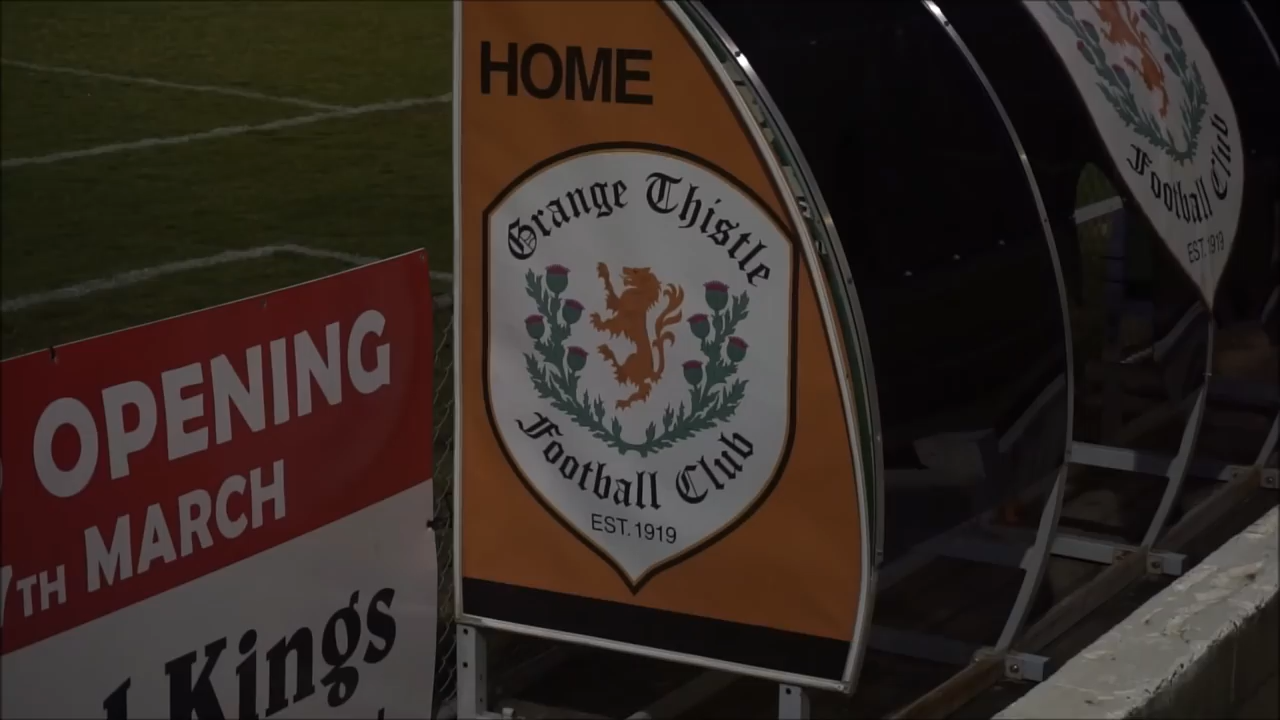 HOME
Grange Thistle
Football Club
EST. 1919
OPENING
TH MARCH
Kings
Football Club
EST. 1919